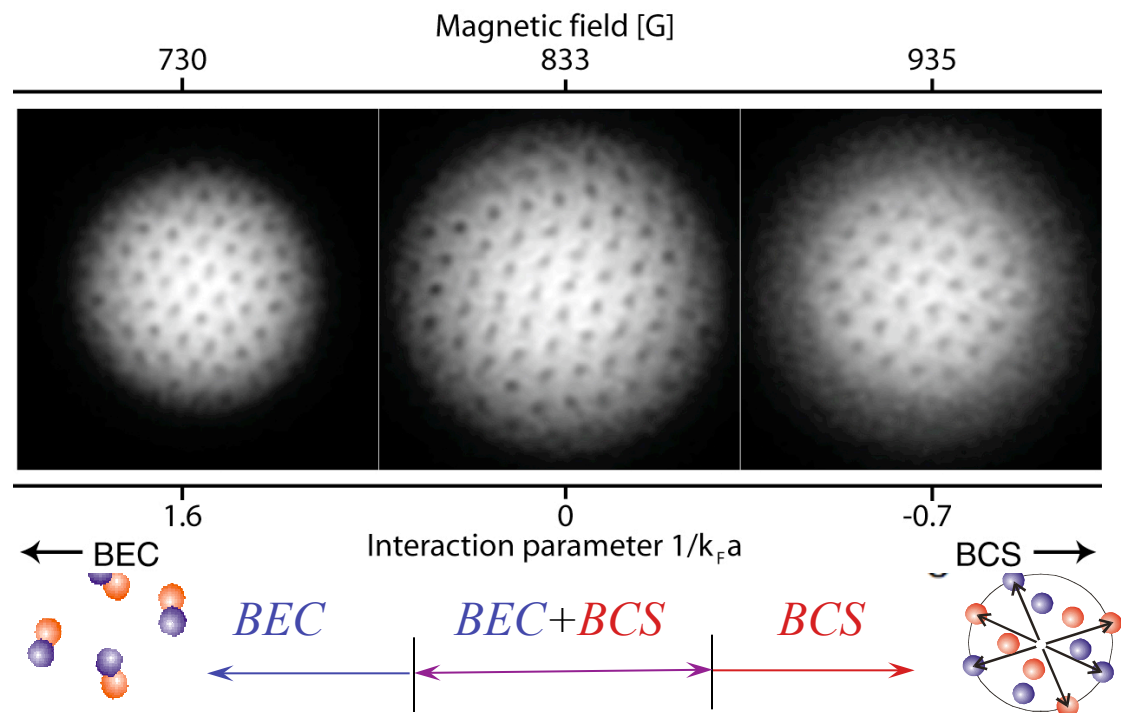 Magnetic field [G]
730 833 935
1.6 0 -0.7
BEC Interaction parameter 1/k_F a BCS
BEC BEC+BCS BCS